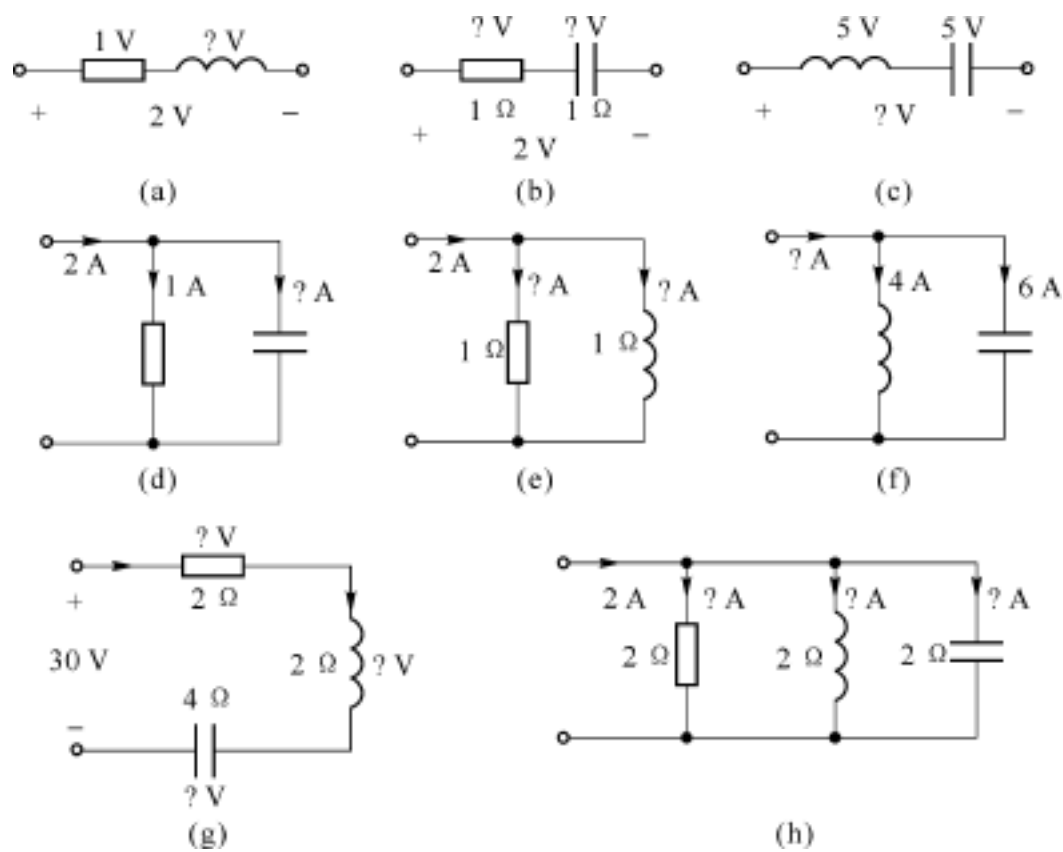 1 V ? V
+ 2 V −
(a)
? V ? V
1 Ω 1 Ω
+ 2 V −
(b)
5 V 5 V
+ ? V −
(c)
2 A
1 A ? A
(d)
2 A
? A ? A
1 Ω 1 Ω
(e)
? A
4 A 6 A
(f)
? V
2 Ω
+
30 V 2 Ω ? V
−
4 Ω
? V
(g)
2 A ? A ? A ? A
2 Ω 2 Ω 2 Ω
(h)